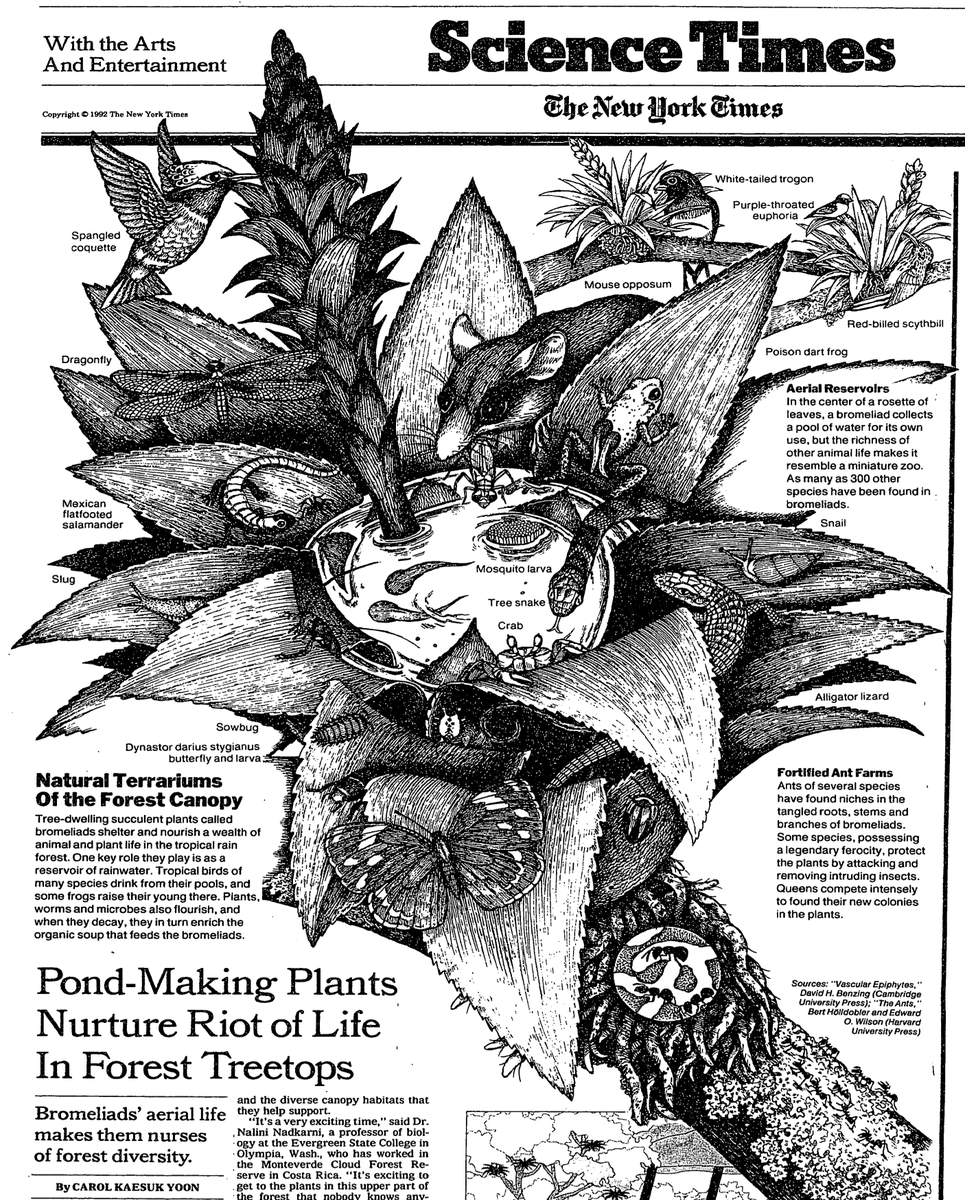 With the Arts
And Entertainment
Science Times
Copyright © 1992 The New York Times
The New York Times
White-tailed trogon
Purple-throated
euphoria
Spangled
coquette
Mouse opposum
Red-billed scythbill
Dragonfly
Poison dart frog
Aerial Reservoirs
In the center of a rosette of
leaves, a bromeliad collects
a pool of water for its own
use, but the richness of
other animal life makes it
resemble a miniature zoo.
As many as 300 other
species have been found in
bromeliads.
Mexican
flatfooted
salamander
Snail
Mosquito larva
Slug
Tree snake
Crab
Alligator lizard
Sowbug
Dynastor darius stygianus
butterfly and larva
Natural Terrariums
Of the Forest Canopy
Tree-dwelling succulent plants called
bromeliads shelter and nourish a wealth of
animal and plant life in the tropical rain
forest. One key role they play is as a
reservoir of rainwater. Tropical birds of
many species drink from their pools, and
some frogs raise their young there. Plants,
worms and microbes also flourish, and
when they decay, they in turn enrich the
organic soup that feeds the bromeliads.
Fortified Ant Farms
Ants of several species
have found niches in the
tangled roots, stems and
branches of bromeliads.
Some species, possessing
a legendary ferocity, protect
the plants by attacking and
removing intruding insects.
Queens compete intensely
to found their new colonies
in the plants.
Sources: "Vascular Epiphytes,"
David H. Benzing (Cambridge
University Press); "The Ants,"
Bert Hölldobler and Edward
O. Wilson (Harvard
University Press)
Pond-Making Plants
Nurture Riot of Life
In Forest Treetops
Bromeliads' aerial life
makes them nurses
of forest diversity.
By CAROL KAESUK YOON
and the diverse canopy habitats that
they help support.
"It's a very exciting time," said Dr.
Nalini Nadkarni, a professor of biol-
ogy at the Evergreen State College in
Olympia, Wash., who has worked in
the Monteverde Cloud Forest Re-
serve in Costa Rica. "It's exciting to
get to the plants in this upper part of
the forest that nobody knows any-